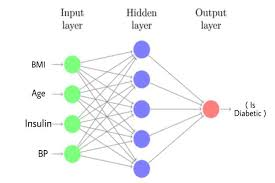 Input Hidden Output
layer layer layer
BMI
Age
Insulin
BP
( Is
Diabetic )